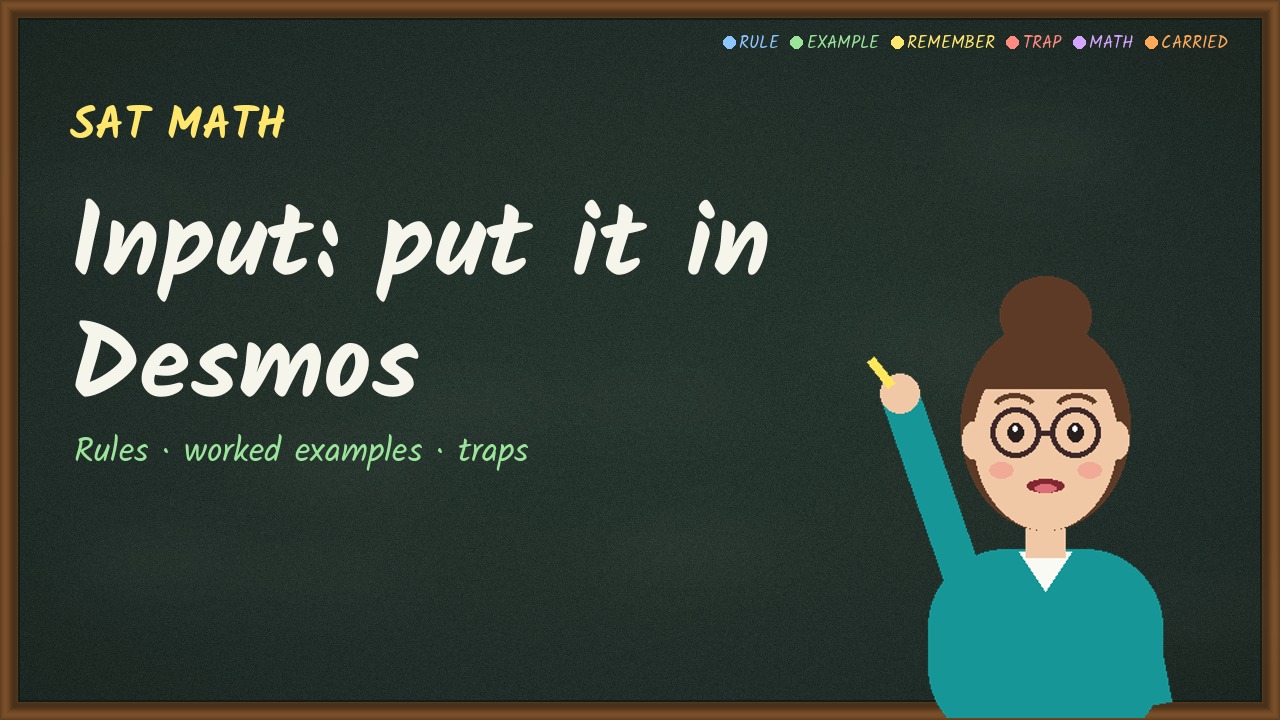 RULE EXAMPLE REMEMBER TRAP MATH CARRIED
SAT MATH
Input: put it in
Desmos
Rules · worked examples · traps